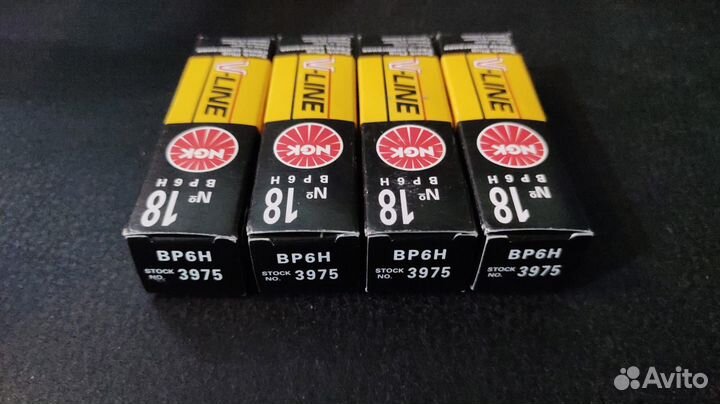 V-LINE
NGK
BP6H
№
18
BP6H
STOCK NO. 3975
V-LINE
NGK
BP6H
№
18
BP6H
STOCK NO. 3975
V-LINE
NGK
BP6H
№
18
BP6H
STOCK NO. 3975
V-LINE
NGK
BP6H
№
18
BP6H
STOCK NO. 3975
Avito